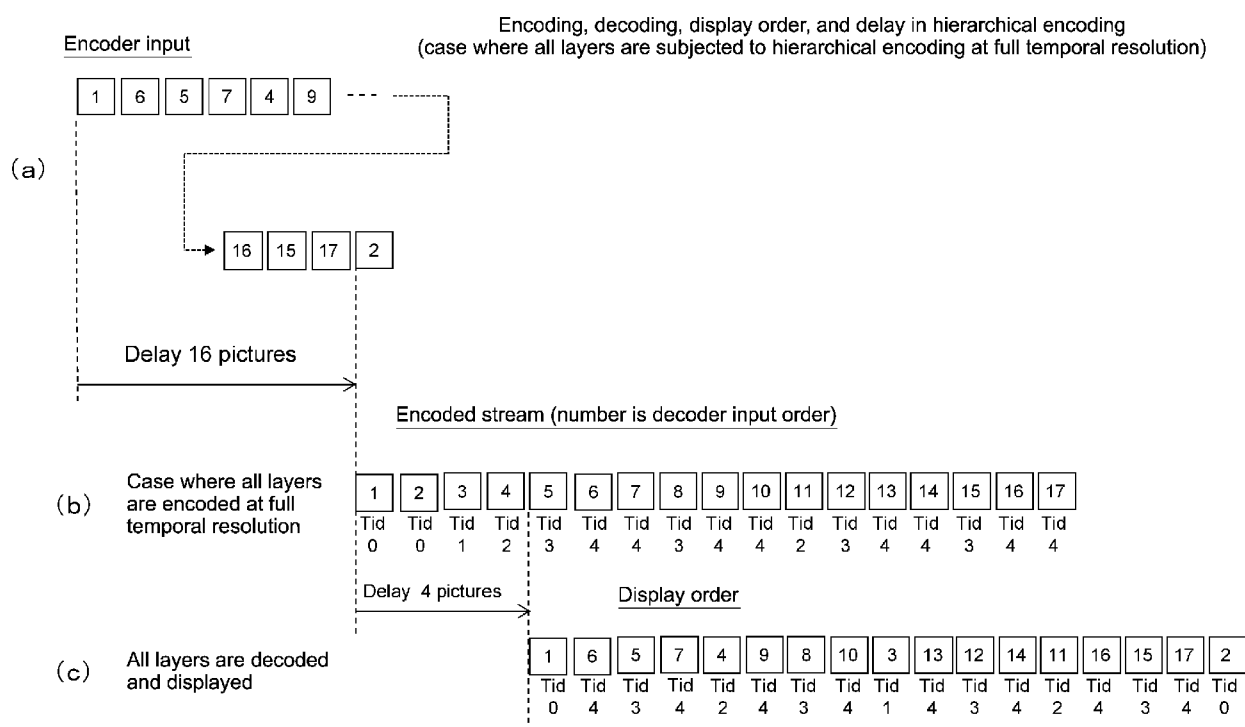 Encoding, decoding, display order, and delay in hierarchical encoding
(case where all layers are subjected to hierarchical encoding at full temporal resolution)
Encoder input
1 6 5 7 4 9
(a)
16 15 17 2
Delay 16 pictures
Encoded stream (number is decoder input order)
(b)
Case where all layers
are encoded at full
temporal resolution
1 2 3 4 5 6 7 8 9 10 11 12 13 14 15 16 17
Tid Tid Tid Tid Tid Tid Tid Tid Tid Tid Tid Tid Tid Tid Tid Tid Tid
0 0 1 2 3 4 4 3 4 4 2 3 4 4 3 4 4
Delay 4 pictures
Display order
(c)
All layers are decoded
and displayed
1 6 5 7 4 9 8 10 3 13 12 14 11 16 15 17 2
Tid Tid Tid Tid Tid Tid Tid Tid Tid Tid Tid Tid Tid Tid Tid Tid Tid
0 4 3 4 2 4 3 4 1 4 3 4 2 4 3 4 0